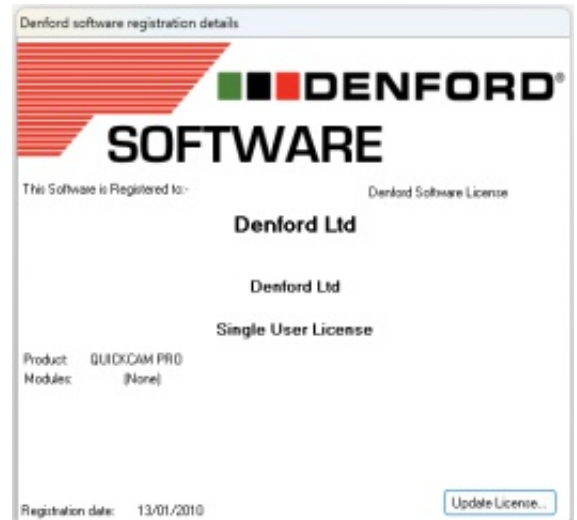 Denford software registration details
DENFORD®
SOFTWARE
This Software is Registered to:- Denford Software License
Denford Ltd
Denford Ltd
Single User License
Product: QUICKCAM PRO
Modules: (None)
Update License...
Registration date: 13/01/2010